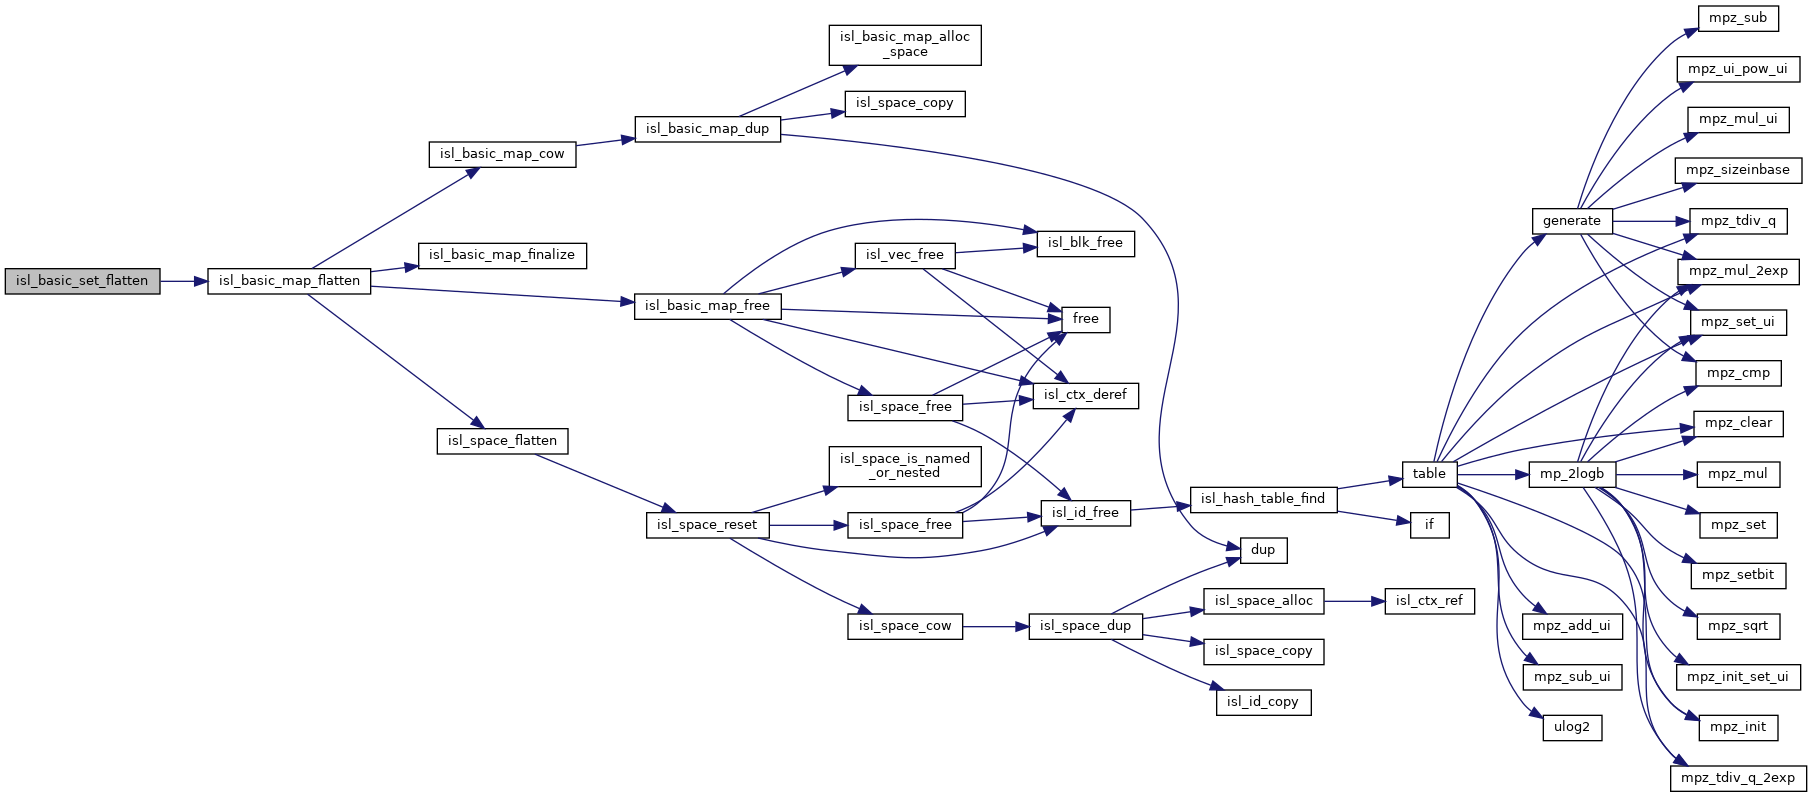 isl_basic_set_flatten
isl_basic_map_flatten
isl_basic_map_cow
isl_basic_map_finalize
isl_space_flatten
isl_basic_map_dup
isl_basic_map_free
isl_space_reset
isl_basic_map_alloc
_space
isl_space_copy
isl_vec_free
isl_space_free
isl_space_is_named
_or_nested
isl_space_free
isl_space_cow
isl_blk_free
free
isl_ctx_deref
isl_id_free
isl_space_dup
isl_hash_table_find
dup
isl_space_alloc
isl_space_copy
isl_id_copy
table
if
isl_ctx_ref
generate
mp_2logb
mpz_add_ui
mpz_sub_ui
ulog2
mpz_sub
mpz_ui_pow_ui
mpz_mul_ui
mpz_sizeinbase
mpz_tdiv_q
mpz_mul_2exp
mpz_set_ui
mpz_cmp
mpz_clear
mpz_mul
mpz_set
mpz_setbit
mpz_sqrt
mpz_init_set_ui
mpz_init
mpz_tdiv_q_2exp